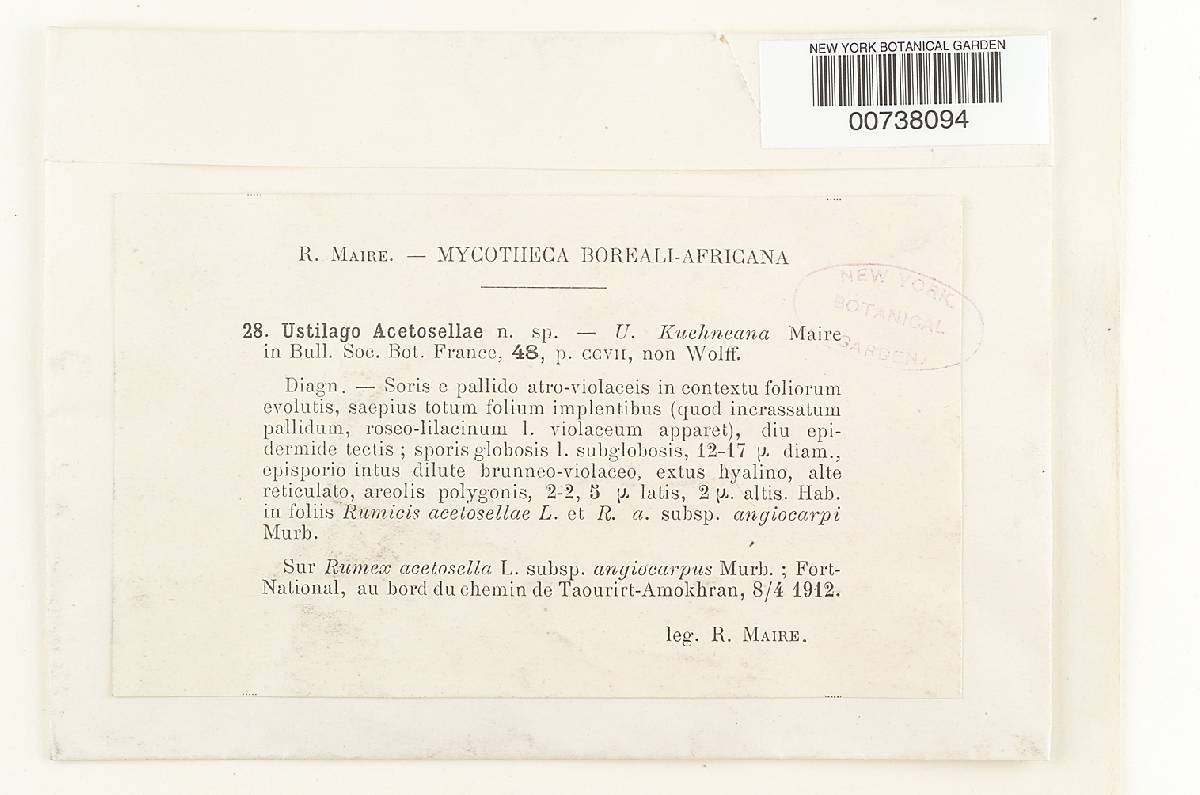 NEW YORK BOTANICAL GARDEN
00738094
R. MAIRE. — MYCOTHECA BOREALI-AFRICANA
NEW YORK
BOTANICAL
GARDEN.
28. Ustilago Acetosellae n. sp. — U. Kuehneana Maire
in Bull. Soc. Bot. France, 48, p. CCVII, non Wolff.
Diagn. — Soris e pallido atro-violaceis in contextu foliorum
evolutis, saepius totum folium implentibus (quod incrassatum
pallidum, roseo-lilacinum l. violaceum apparet), diu epi-
dermide tectis ; sporis globosis l. subglobosis, 12-17 μ. diam.,
episporio intus dilute brunneo-violaceo, extus hyalino, alte
reticulato, areolis polygonis, 2-2, 5 μ. latis, 2 μ. altis. Hab.
in foliis Rumicis acetosellae L. et R. a. subsp. angiocarpi
Murb.
Sur Rumex acetosella L. subsp. angiocarpus Murb. ; Fort-
National, au bord du chemin de Taourirt-Amokhran, 8/4 1912.
leg. R. MAIRE.